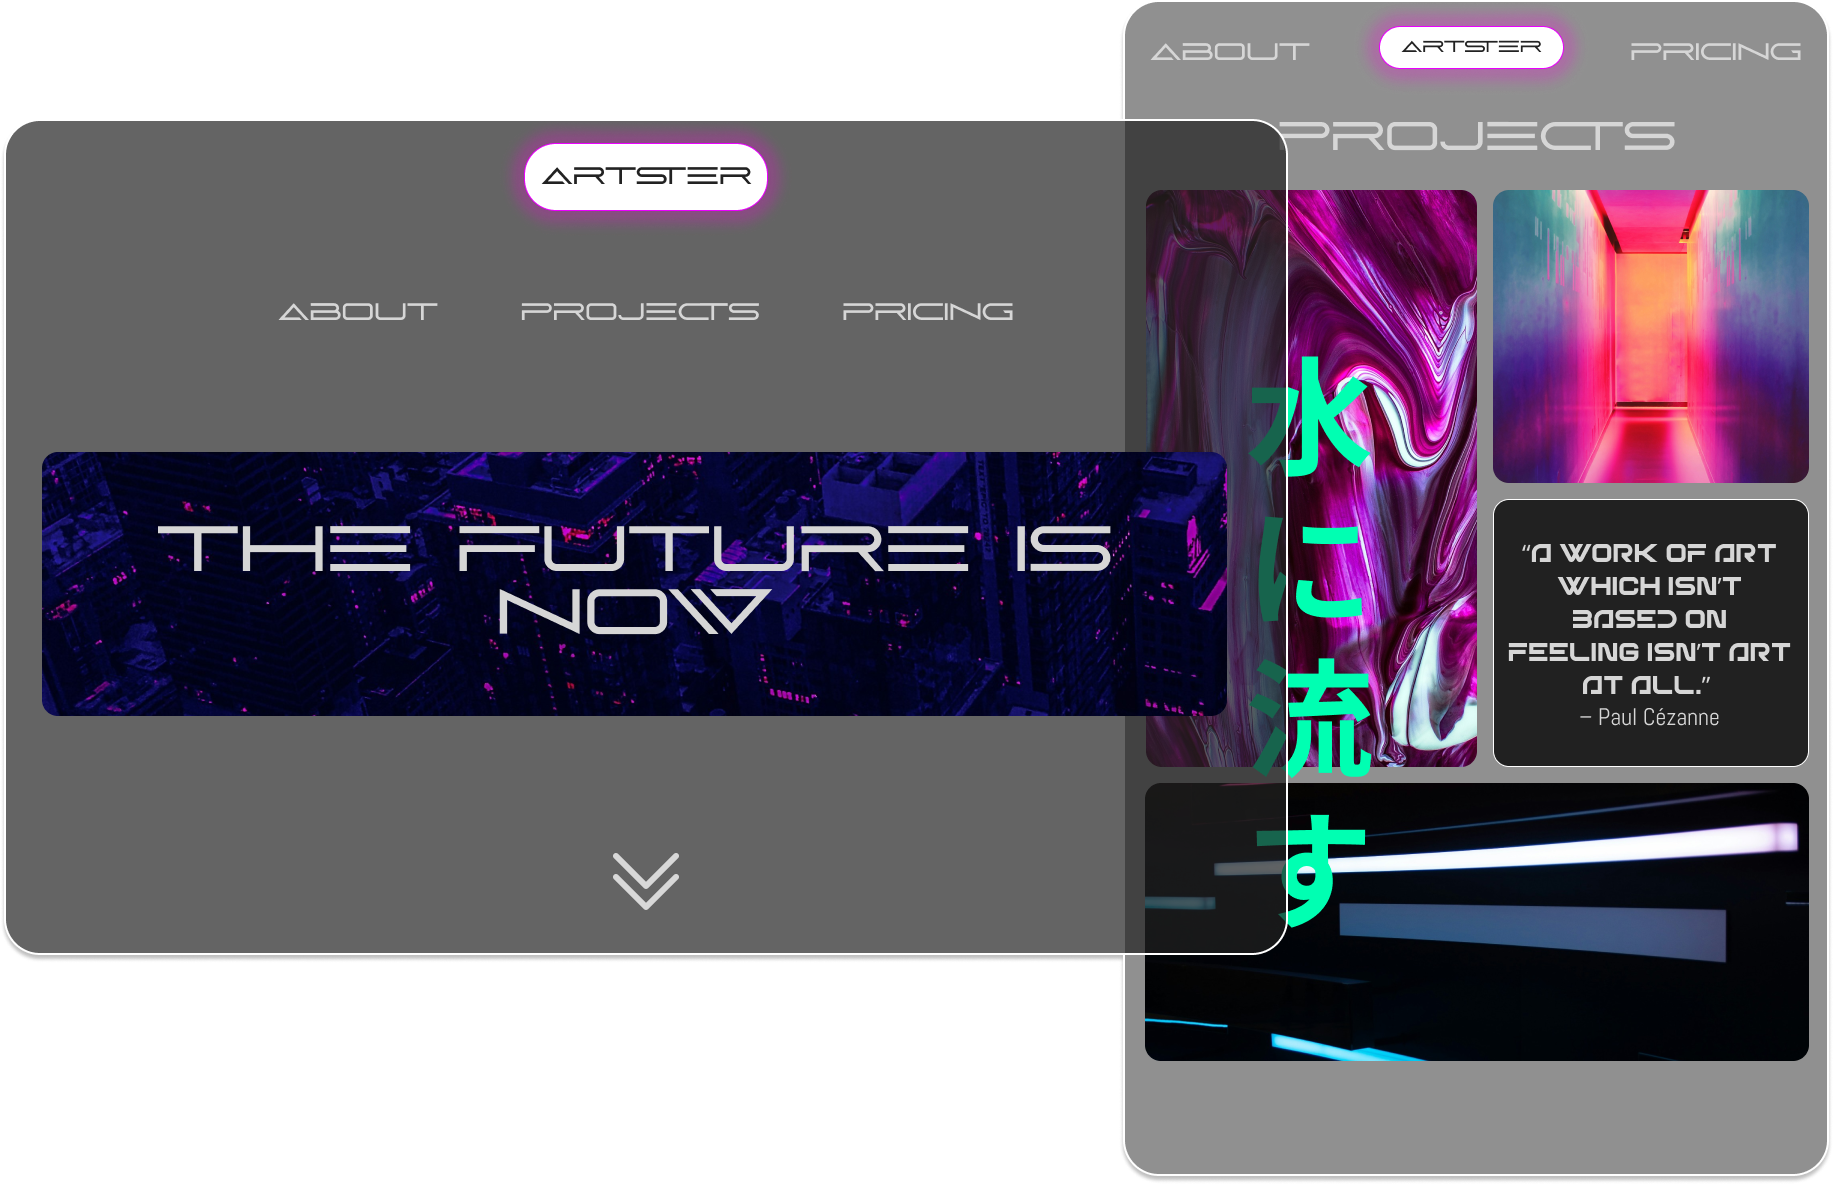 ARTSTER
ABOUT PROJECTS PRICING
THE FUTURE IS
NOW
ABOUT ARTSTER PRICING
PROJECTS
水に流す
“A WORK OF ART
WHICH ISN'T
BASED ON
FEELING ISN'T ART
AT ALL.”
– Paul Cézanne